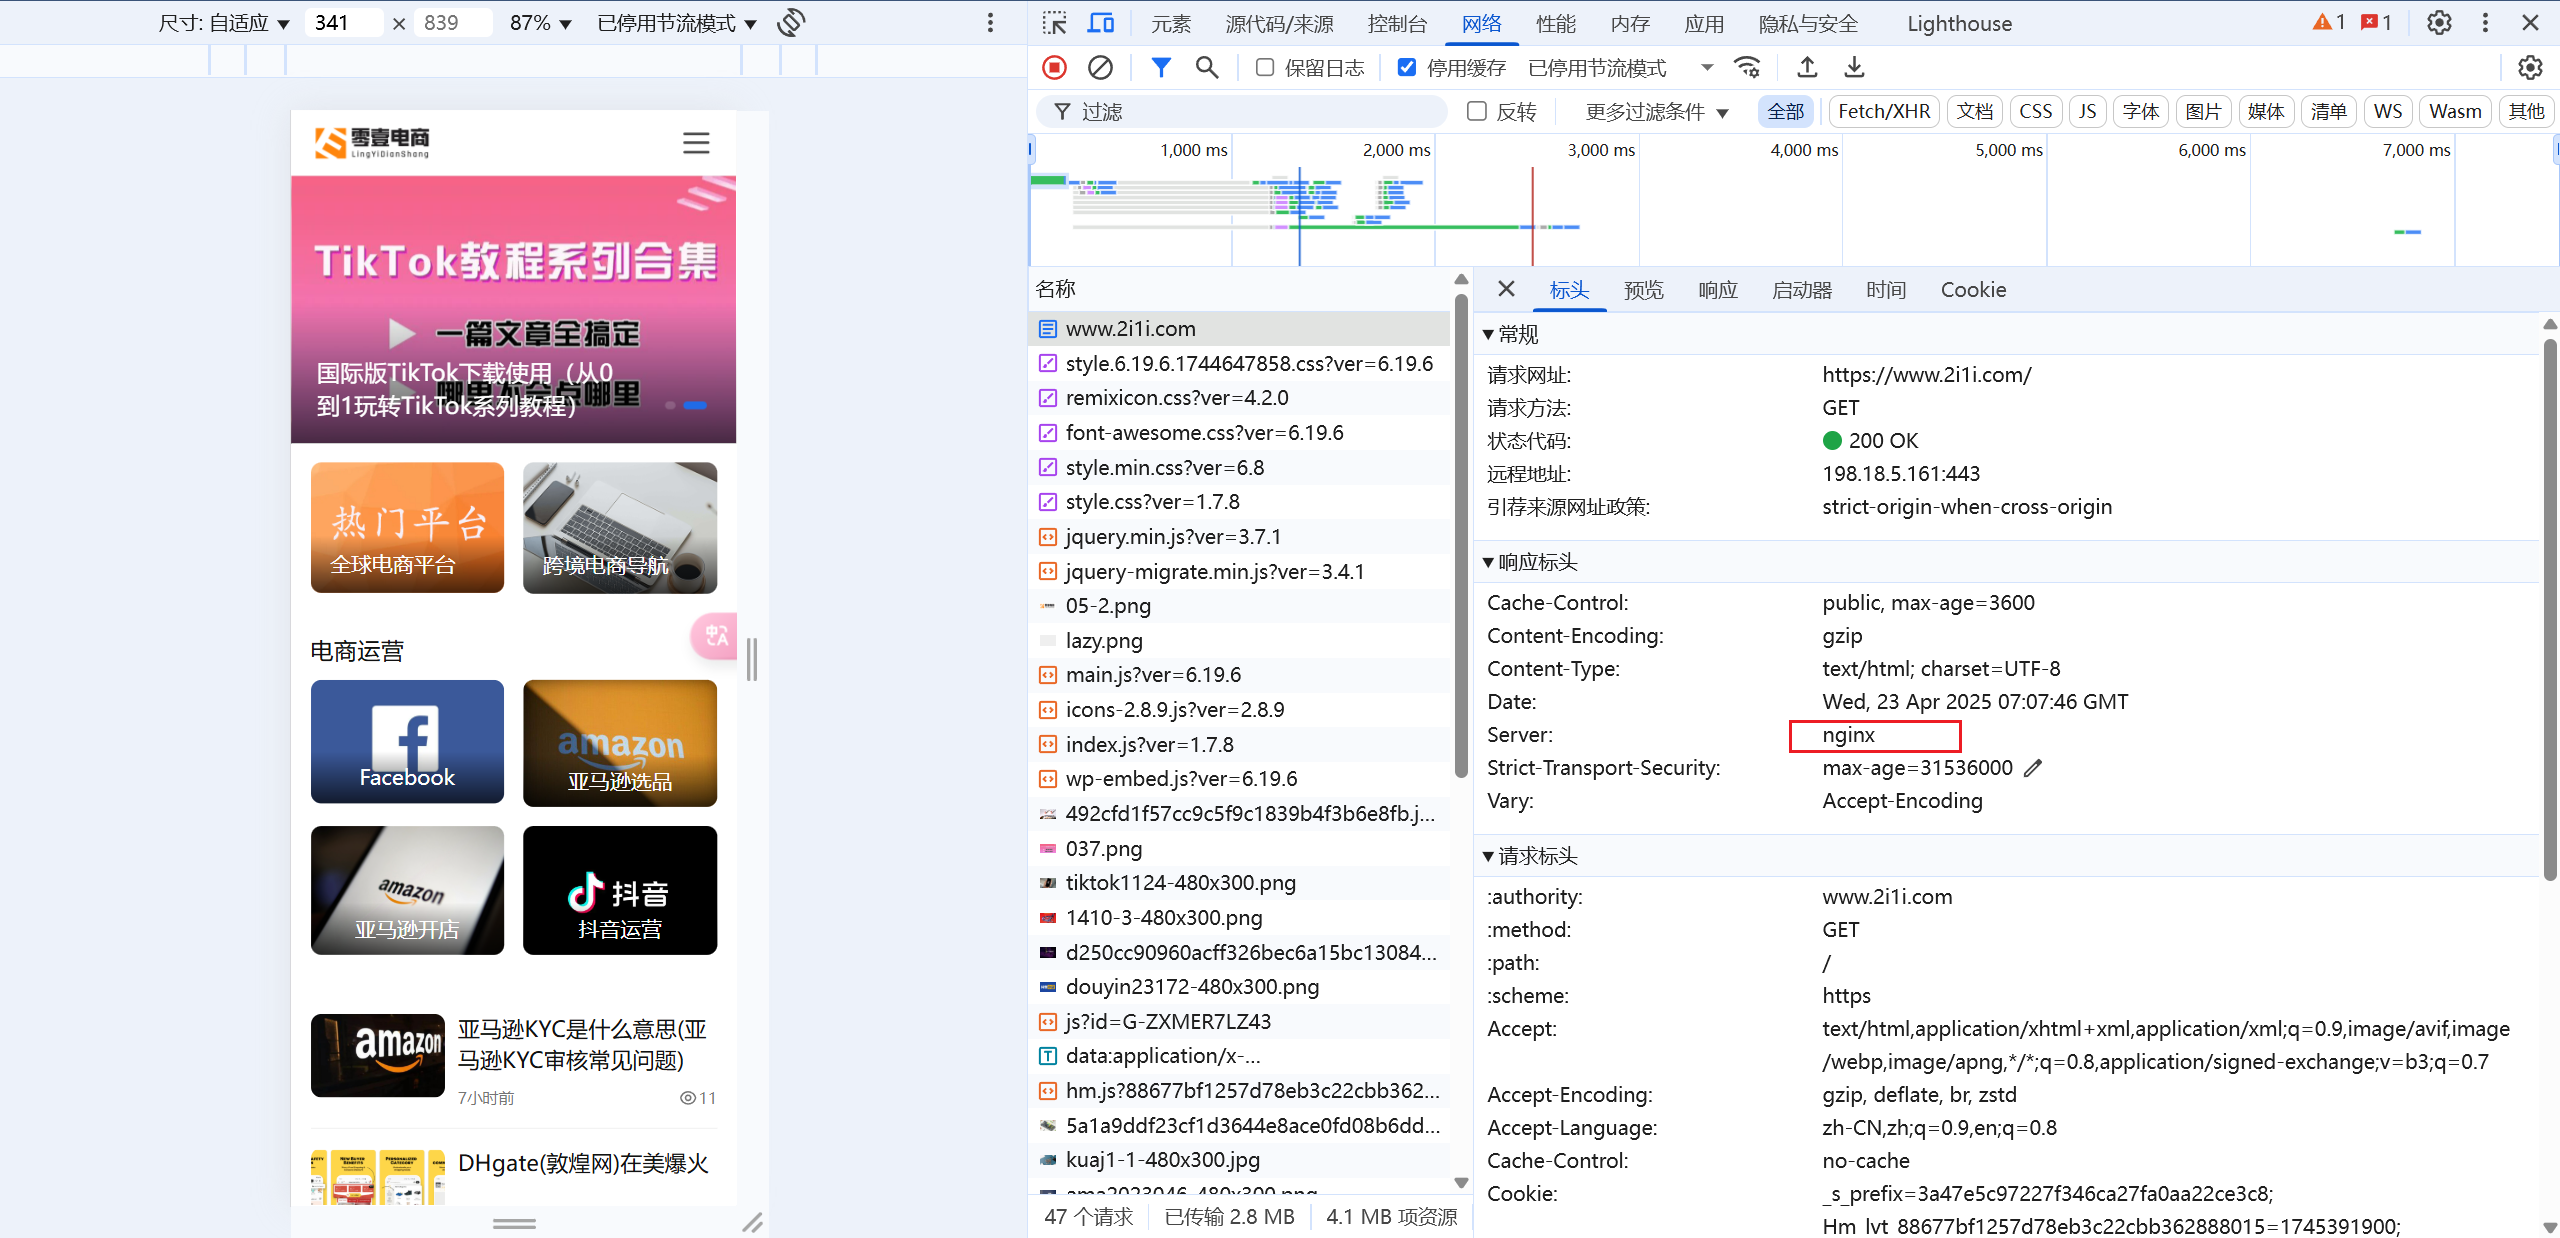 尺寸: 自适应 ▼ 341 × 839 87% ▼ 已停用节流模式 ▼
零壹电商
LingYiDianShang
TikTok教程系列合集
一篇文章全搞定
国际版TikTok下载使用（从0
到1玩转TikTok系列教程）
热门平台
全球电商平台
跨境电商导航
电商运营
Facebook
amazon
亚马逊选品
amazon
亚马逊开店
抖音
抖音运营
amazon
亚马逊KYC是什么意思(亚
马逊KYC审核常见问题)
7小时前 11
DHgate(敦煌网)在美爆火
元素 源代码/来源 控制台 网络 性能 内存 应用 隐私与安全 Lighthouse 1 1
保留日志 停用缓存 已停用节流模式
过滤 反转 更多过滤条件 ▼ 全部 Fetch/XHR 文档 CSS JS 字体 图片 媒体 清单 WS Wasm 其他
1,000 ms 2,000 ms 3,000 ms 4,000 ms 5,000 ms 6,000 ms 7,000 ms
名称
www.2i1i.com
style.6.19.6.1744647858.css?ver=6.19.6
remixicon.css?ver=4.2.0
font-awesome.css?ver=6.19.6
style.min.css?ver=6.8
style.css?ver=1.7.8
jquery.min.js?ver=3.7.1
jquery-migrate.min.js?ver=3.4.1
05-2.png
lazy.png
main.js?ver=6.19.6
icons-2.8.9.js?ver=2.8.9
index.js?ver=1.7.8
wp-embed.js?ver=6.19.6
492cfd1f57cc9c5f9c1839b4f3b6e8fb.j...
037.png
tiktok1124-480x300.png
1410-3-480x300.png
d250cc90960acff326bec6a15bc13084...
douyin23172-480x300.png
js?id=G-ZXMER7LZ43
data:application/x-...
hm.js?88677bf1257d78eb3c22cbb362...
5a1a9ddf23cf1d3644e8ace0fd08b6dd...
kuaj1-1-480x300.jpg
ama2023046-480x300.png
47 个请求 已传输 2.8 MB 4.1 MB 项资源
标头 预览 响应 启动器 时间 Cookie
▼常规
请求网址: https://www.2i1i.com/
请求方法: GET
状态代码: 200 OK
远程地址: 198.18.5.161:443
引荐来源网址政策: strict-origin-when-cross-origin
▼响应标头
Cache-Control: public, max-age=3600
Content-Encoding: gzip
Content-Type: text/html; charset=UTF-8
Date: Wed, 23 Apr 2025 07:07:46 GMT
Server: nginx
Strict-Transport-Security: max-age=31536000
Vary: Accept-Encoding
▼请求标头
:authority: www.2i1i.com
:method: GET
:path: /
:scheme: https
Accept: text/html,application/xhtml+xml,application/xml;q=0.9,image/avif,image
/webp,image/apng,*/*;q=0.8,application/signed-exchange;v=b3;q=0.7
Accept-Encoding: gzip, deflate, br, zstd
Accept-Language: zh-CN,zh;q=0.9,en;q=0.8
Cache-Control: no-cache
Cookie: _s_prefix=3a47e5c97227f346ca27fa0aa22ce3c8;
Hm_lvt_88677bf1257d78eb3c22cbb362888015=1745391900;